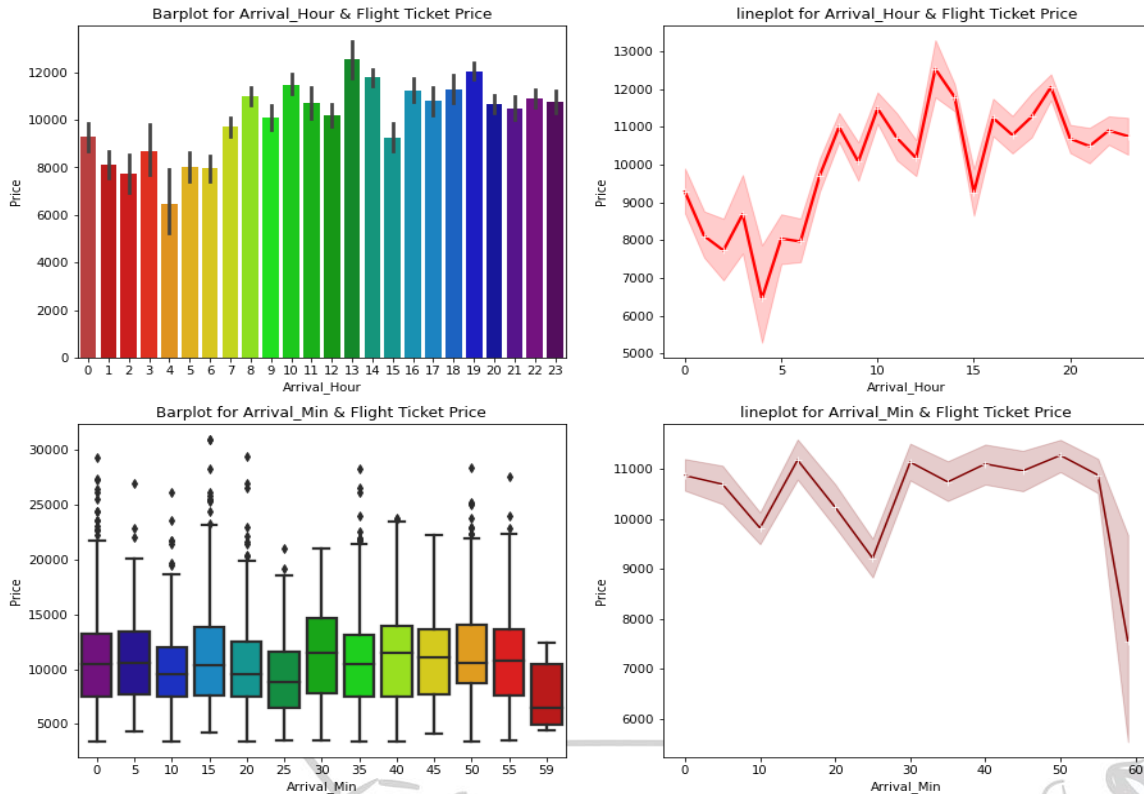 Barplot for Arrival_Hour & Flight Ticket Price
Price
12000
10000
8000
6000
4000
2000
0
0 1 2 3 4 5 6 7 8 9 10 11 12 13 14 15 16 17 18 19 20 21 22 23
Arrival_Hour
lineplot for Arrival_Hour & Flight Ticket Price
Price
13000
12000
11000
10000
9000
8000
7000
6000
5000
0 5 10 15 20
Arrival_Hour
Barplot for Arrival_Min & Flight Ticket Price
Price
30000
25000
20000
15000
10000
5000
0 5 10 15 20 25 30 35 40 45 50 55 59
Arrival_Min
lineplot for Arrival_Min & Flight Ticket Price
Price
11000
10000
9000
8000
7000
6000
0 10 20 30 40 50 60
Arrival_Min